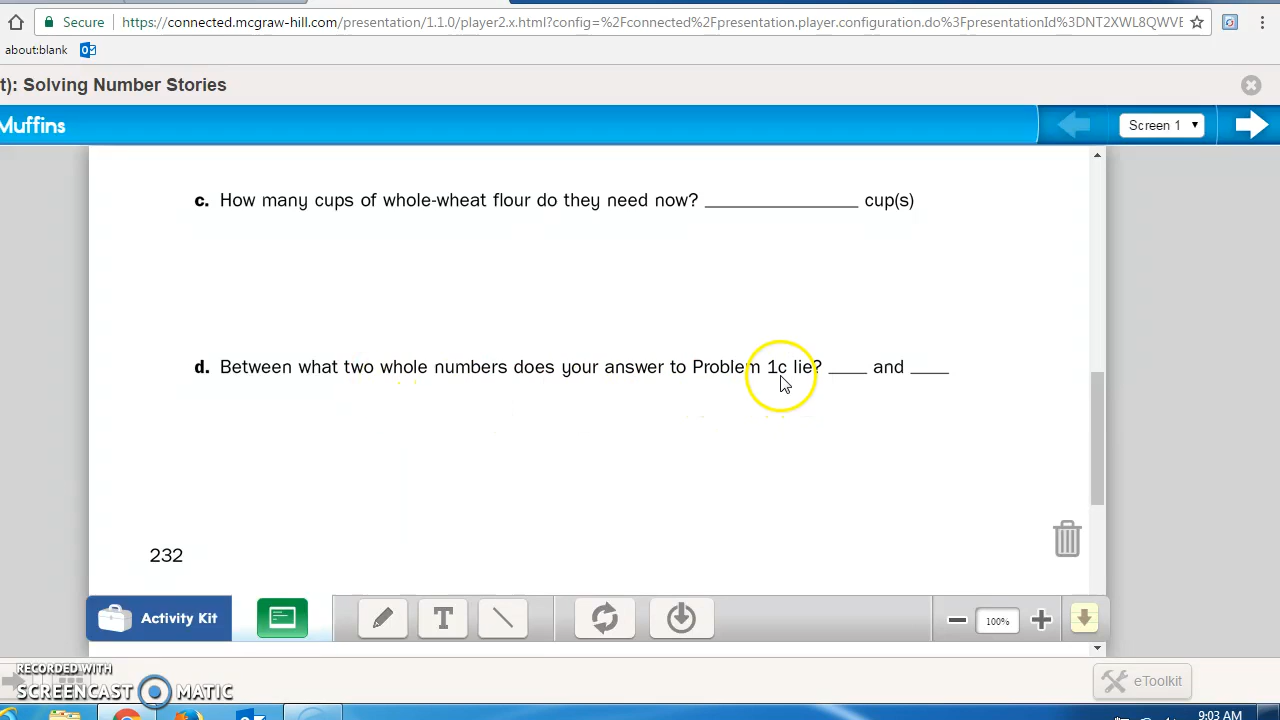 Secure
https://connected.mcgraw-hill.com/presentation/1.1.0/player2.x.html?config=%2Fconnected%2Fpresentation.player.configuration.do%3FpresentationId%3DNT2XWL8QWVE
about:blank
t): Solving Number Stories
Muffins
Screen 1
c. How many cups of whole-wheat flour do they need now? ________________ cup(s)
d. Between what two whole numbers does your answer to Problem 1c lie? ____ and ____
232
Activity Kit
T
100%
RECORDED WITH
SCREENCAST MATIC
eToolkit
9:03 AM